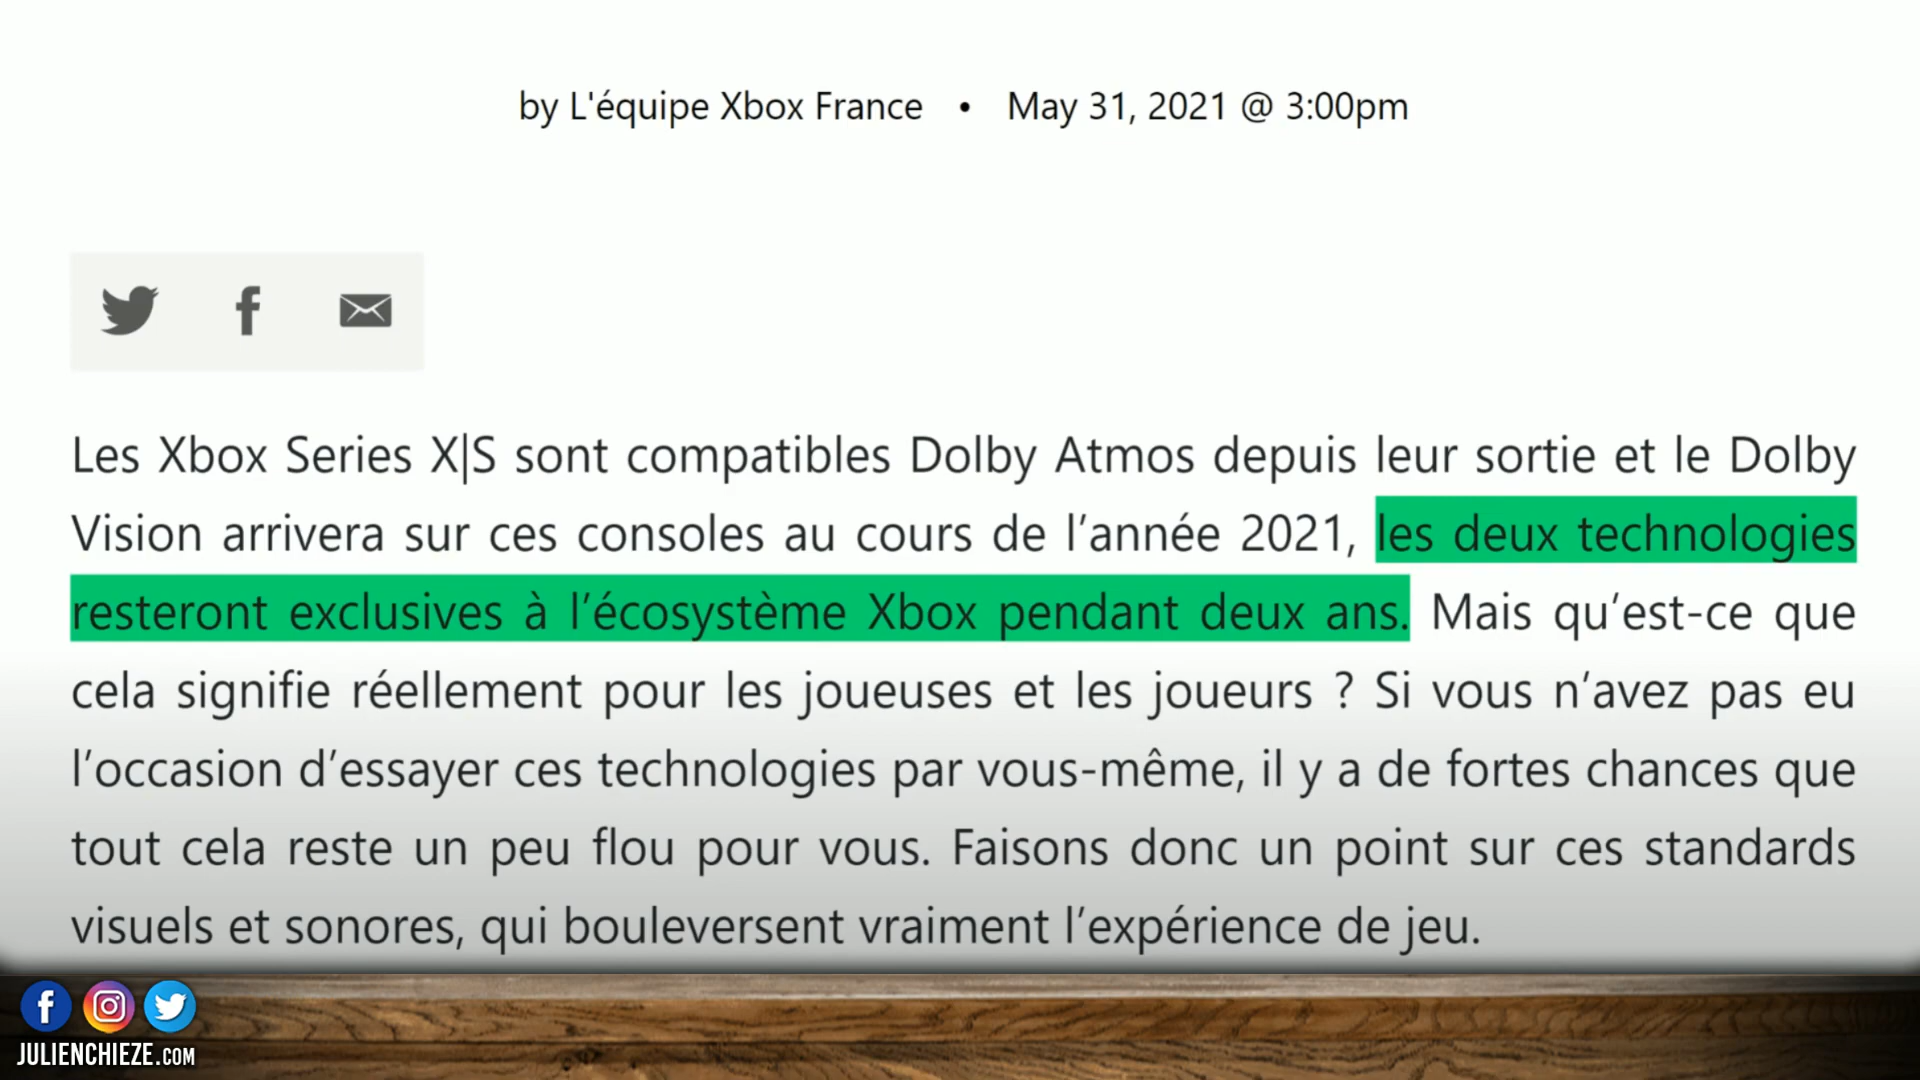 by L'équipe Xbox France • May 31, 2021 @ 3:00pm
Les Xbox Series X|S sont compatibles Dolby Atmos depuis leur sortie et le Dolby
Vision arrivera sur ces consoles au cours de l’année 2021, les deux technologies
resteront exclusives à l’écosystème Xbox pendant deux ans. Mais qu’est-ce que
cela signifie réellement pour les joueuses et les joueurs ? Si vous n’avez pas eu
l’occasion d’essayer ces technologies par vous-même, il y a de fortes chances que
tout cela reste un peu flou pour vous. Faisons donc un point sur ces standards
visuels et sonores, qui bouleversent vraiment l’expérience de jeu.
JULIENCHIEZE.COM